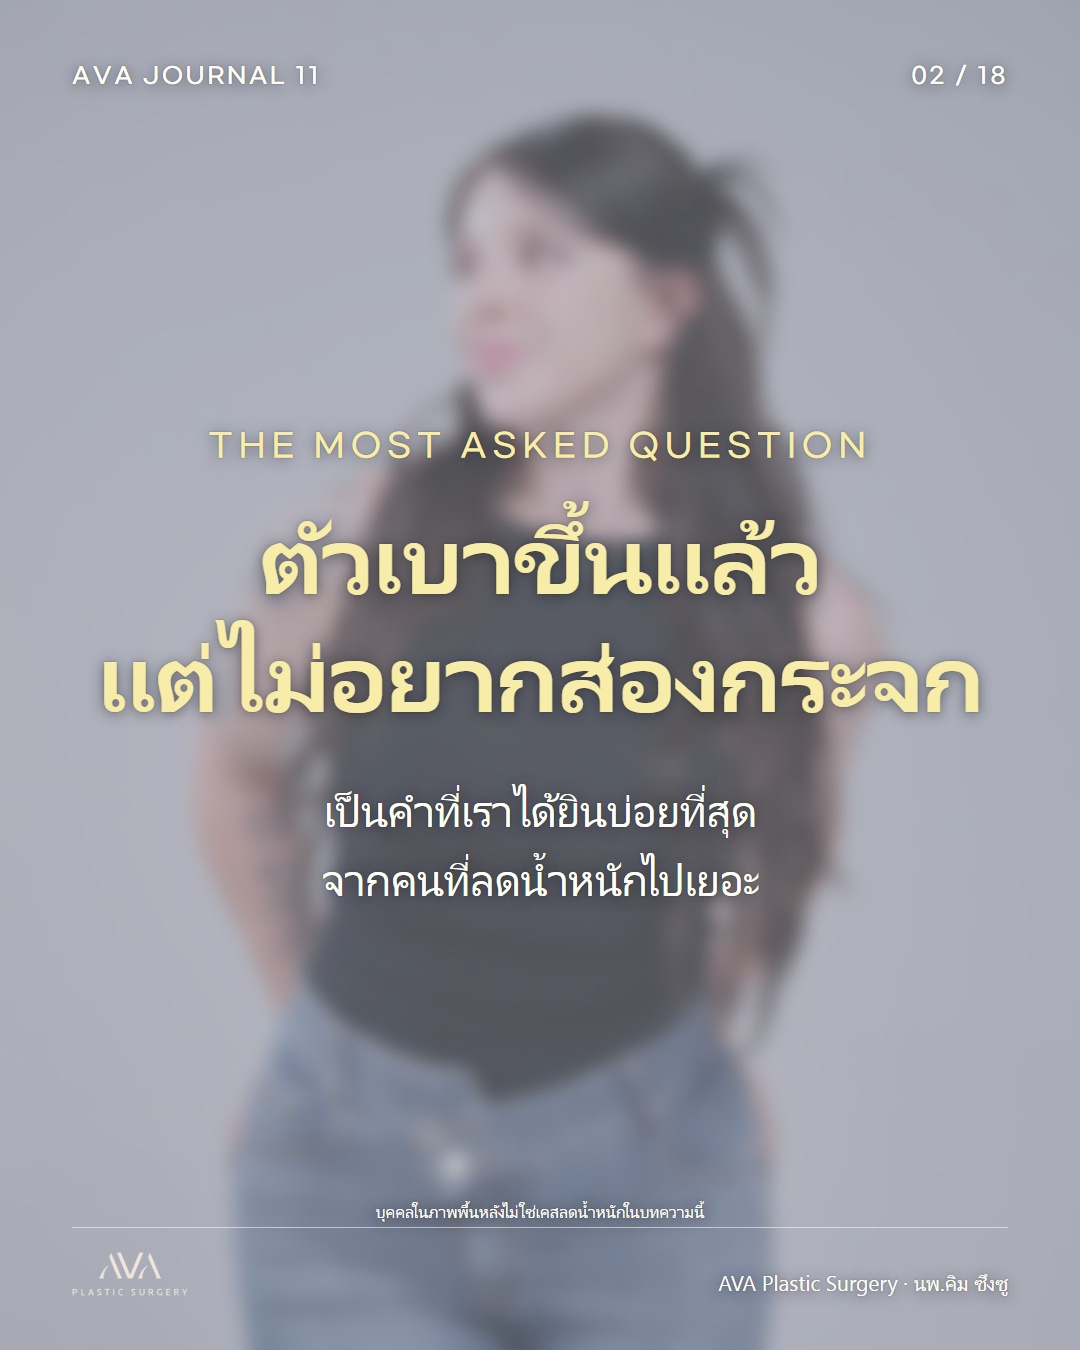 AVA JOURNAL 11
02 / 18
THE MOST ASKED QUESTION
ตัวเบาขึ้นแล้ว
แต่ไม่อยากส่องกระจก
เป็นคำที่เราได้ยินบ่อยที่สุด
จากคนที่ลดน้ำหนักไปเยอะ
บุคคลในภาพพื้นหลังไม่ใช่เคสลดน้ำหนักในบทความนี้
AVA
PLASTIC SURGERY
AVA Plastic Surgery · นพ.คิม ซึงซู